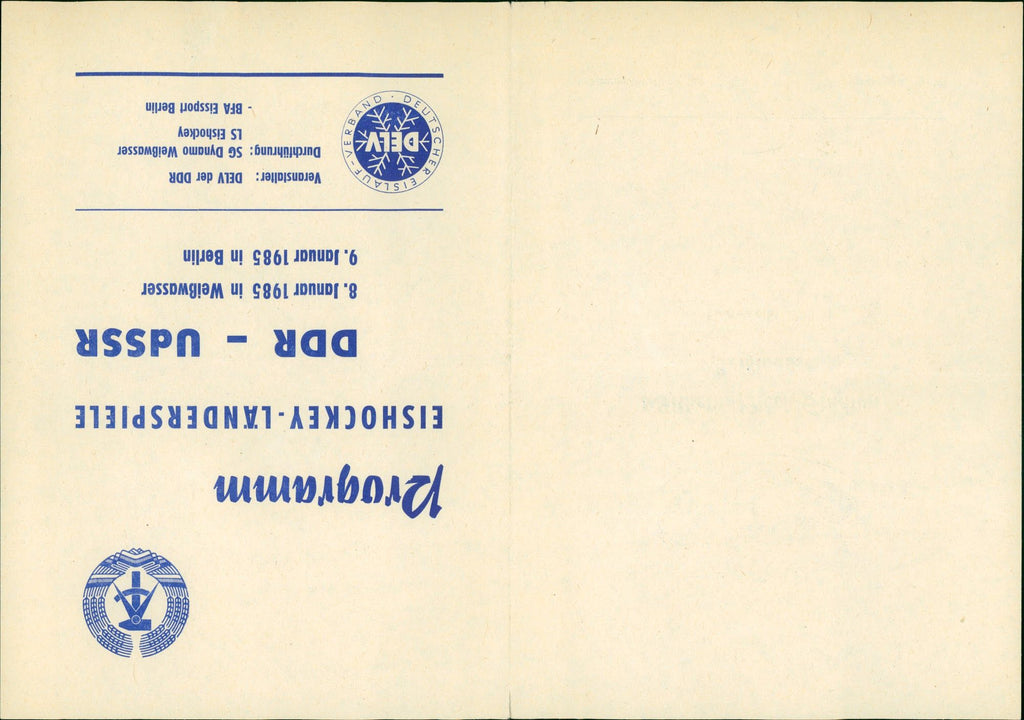 Programm
EISHOCKEY-LÄNDERSPIELE
DDR – UdSSR
8. Januar 1985 in Weißwasser
9. Januar 1985 in Berlin
DEUTSCHER EISLAUF-VERBAND ·
DELV
Veranstalter: DELV der DDR
Durchführung: SG Dynamo Weißwasser
LS Eishockey
- BFA Eissport Berlin